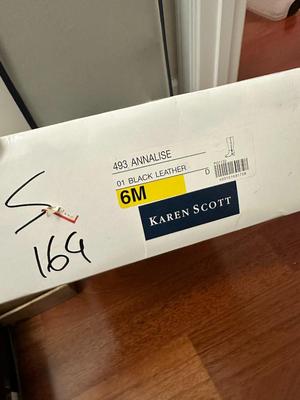 493 ANNALISE
01 BLACK LEATHER
D
6M
KAREN SCOTT
S
164